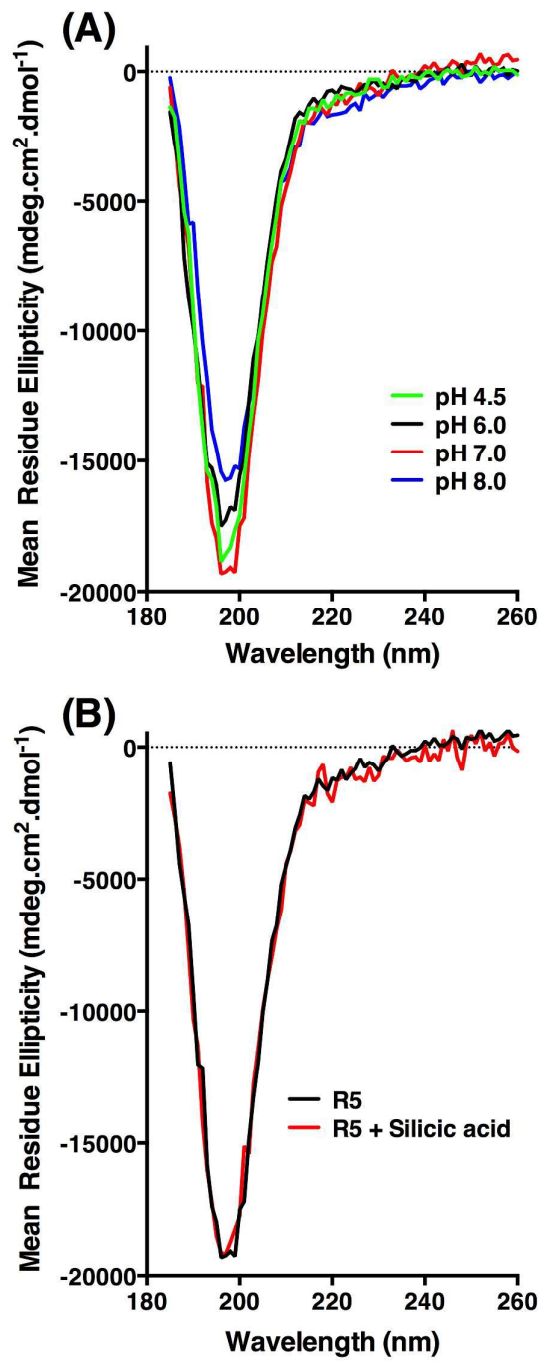 (A)
0
-5000
-10000
-15000
-20000
Mean Residue Ellipticity (mdeg.cm².dmol⁻¹)
pH 4.5
pH 6.0
pH 7.0
pH 8.0
180 200 220 240 260
Wavelength (nm)
(B)
0
-5000
-10000
-15000
-20000
Mean Residue Ellipticity (mdeg.cm².dmol⁻¹)
R5
R5 + Silicic acid
180 200 220 240 260
Wavelength (nm)